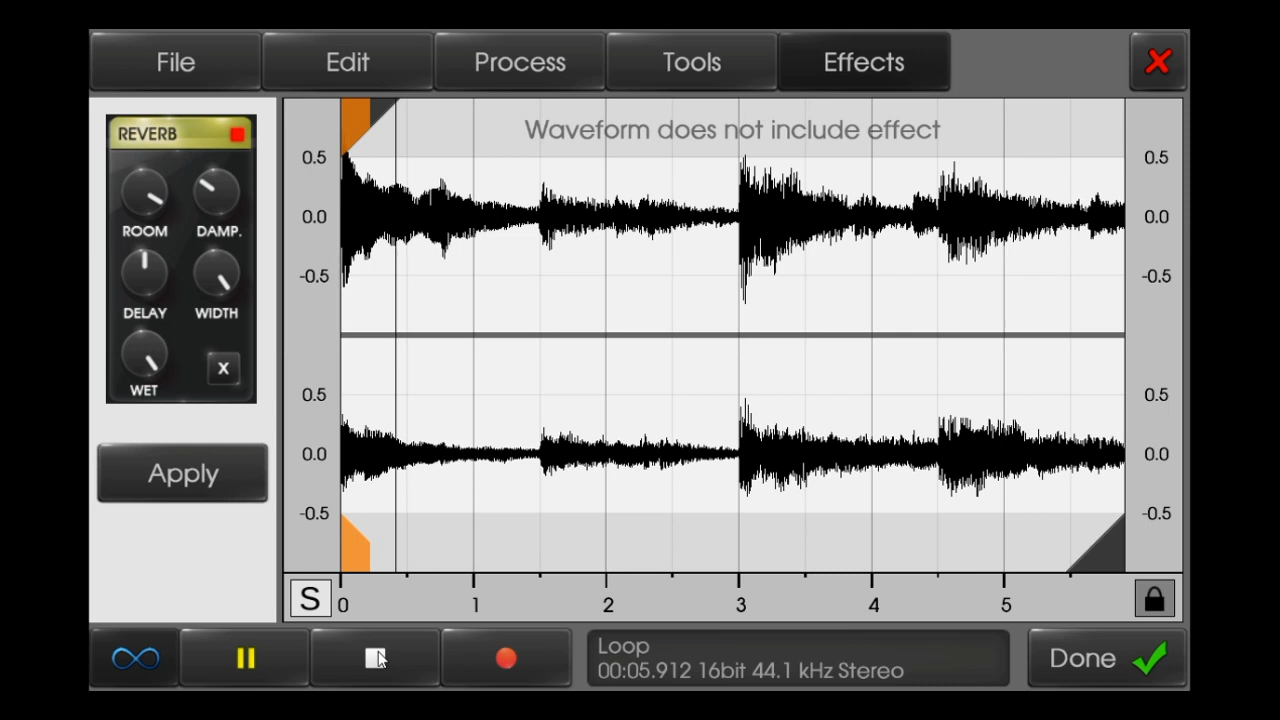 File Edit Process Tools Effects
Waveform does not include effect
REVERB
ROOM DAMP.
DELAY WIDTH
WET X
Apply
0.5 0.5
0.0 0.0
-0.5 -0.5
0.5 0.5
0.0 0.0
-0.5 -0.5
S 0 1 2 3 4 5
Loop
00:05.912 16bit 44.1 kHz Stereo
Done